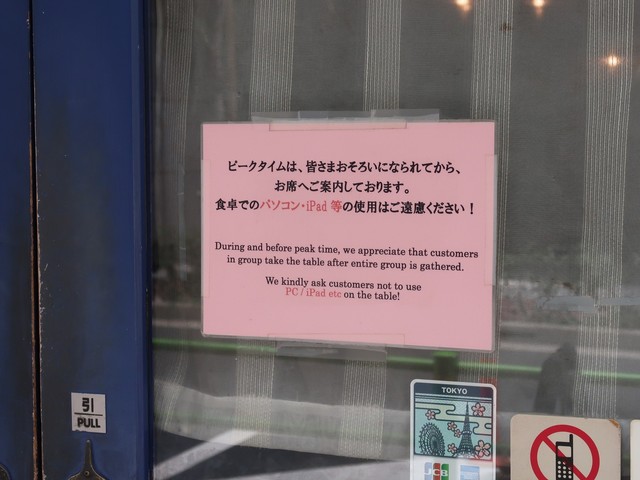 ピークタイムは、皆さまおそろいになられてから、
お席へご案内しております。
食卓でのパソコン・iPad 等の使用はご遠慮ください！
During and before peak time, we appreciate that customers
in group take the table after entire group is gathered.
We kindly ask customers not to use
PC / iPad etc on the table!
引
PULL
TOKYO
JCB